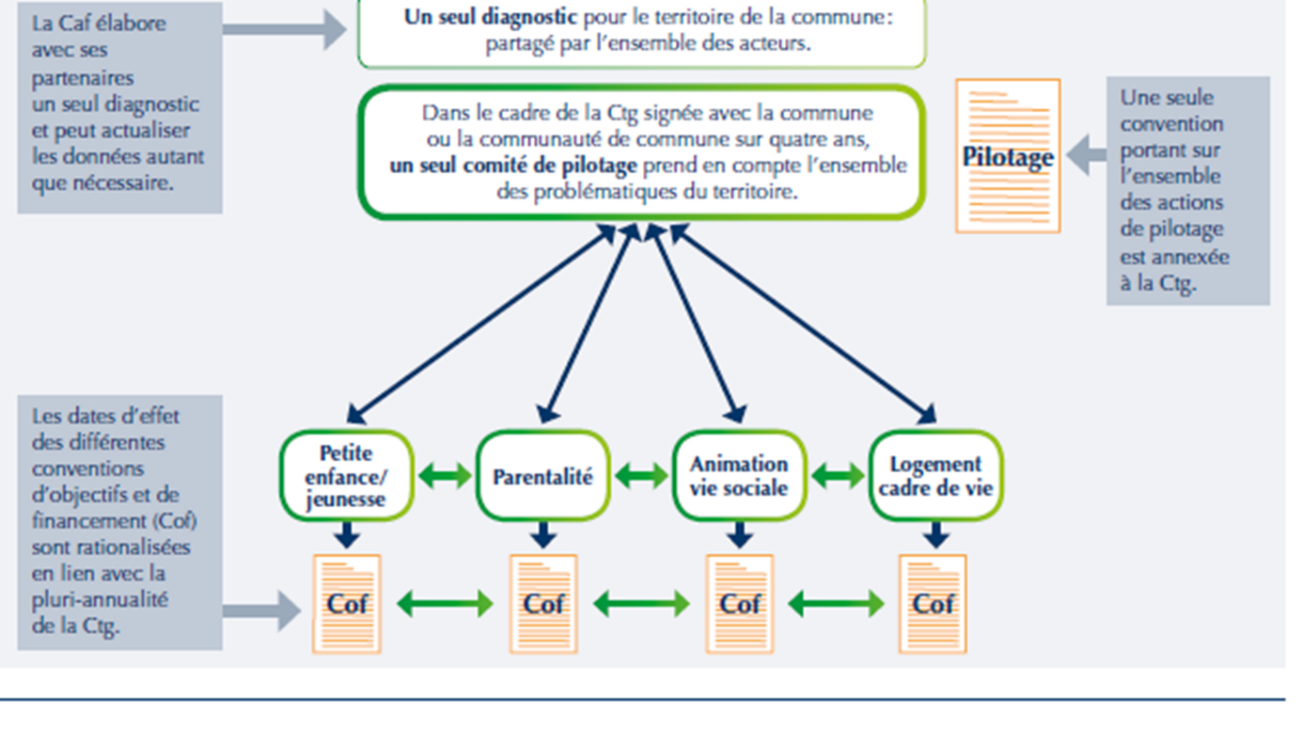 La Caf élabore
avec ses
partenaires
un seul diagnostic
et peut actualiser
les données autant
que nécessaire.
Un seul diagnostic pour le territoire de la commune:
partagé par l'ensemble des acteurs.
Dans le cadre de la Ctg signée avec la commune
ou la communauté de commune sur quatre ans,
un seul comité de pilotage prend en compte l'ensemble
des problématiques du territoire.
Pilotage
Une seule
convention
portant sur
l'ensemble
des actions
de pilotage
est annexée
à la Ctg.
Les dates d'effet
des différentes
conventions
d'objectifs et de
financement (Cof)
sont rationalisées
en lien avec la
pluri-annualité
de la Ctg.
Petite
enfance/
jeunesse
Parentalité
Animation
vie sociale
Logement
cadre de vie
Cof
Cof
Cof
Cof